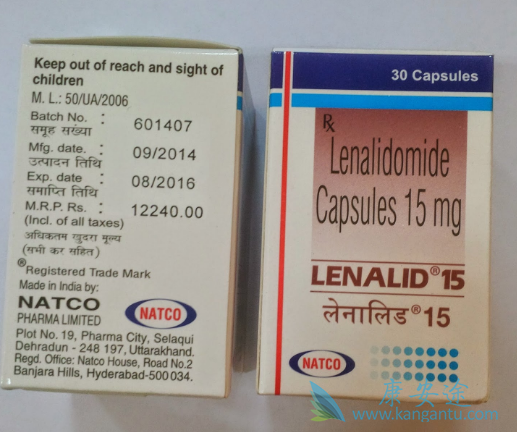 Keep out of reach and sight of
children
M. L.: 50/UA/2006
Batch No. : 601407
समूह सख्या
Mfg. date. : 09/2014
उत्पादन तिथि
Exp. date : 08/2016
समाप्ति तिथि
M.R.P. Rs. : 12240.00
(Incl. of all taxes)
अधिकतम खुदरा मूल्य
(सभी कर सहित)
®Registered Trade Mark
Made in India by:
NATCO
PHARMA LIMITED
NATCO
Plot No. 19, Pharma City, Selaqui
Dehradun - 248 197, Uttarakhand.
Regd. Office: Natco House, Road No.2
Banjara Hills, Hyderabad-500 034.
30 Capsules
Rx
Lenalidomide
Capsules 15 mg
LENALID® 15
लेनालिड® 15
NATCO
康安途
www.kangantu.com